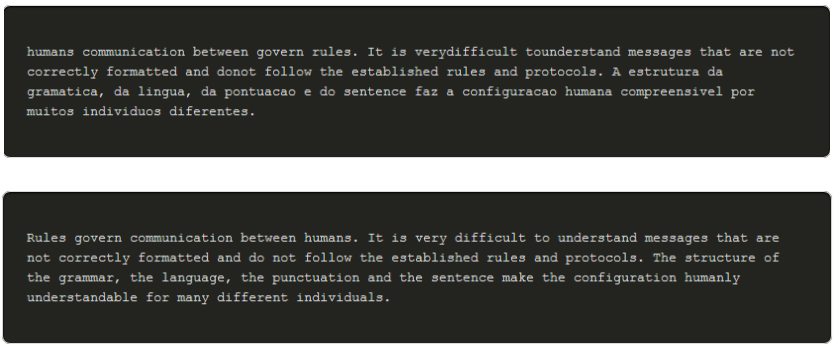 humans communication between govern rules. It is verydifficult tounderstand messages that are not
correctly formatted and donot follow the established rules and protocols. A estrutura da
gramatica, da lingua, da pontuacao e do sentence faz a configuracao humana compreensivel por
muitos individuos diferentes.
Rules govern communication between humans. It is very difficult to understand messages that are
not correctly formatted and do not follow the established rules and protocols. The structure of
the grammar, the language, the punctuation and the sentence make the configuration humanly
understandable for many different individuals.